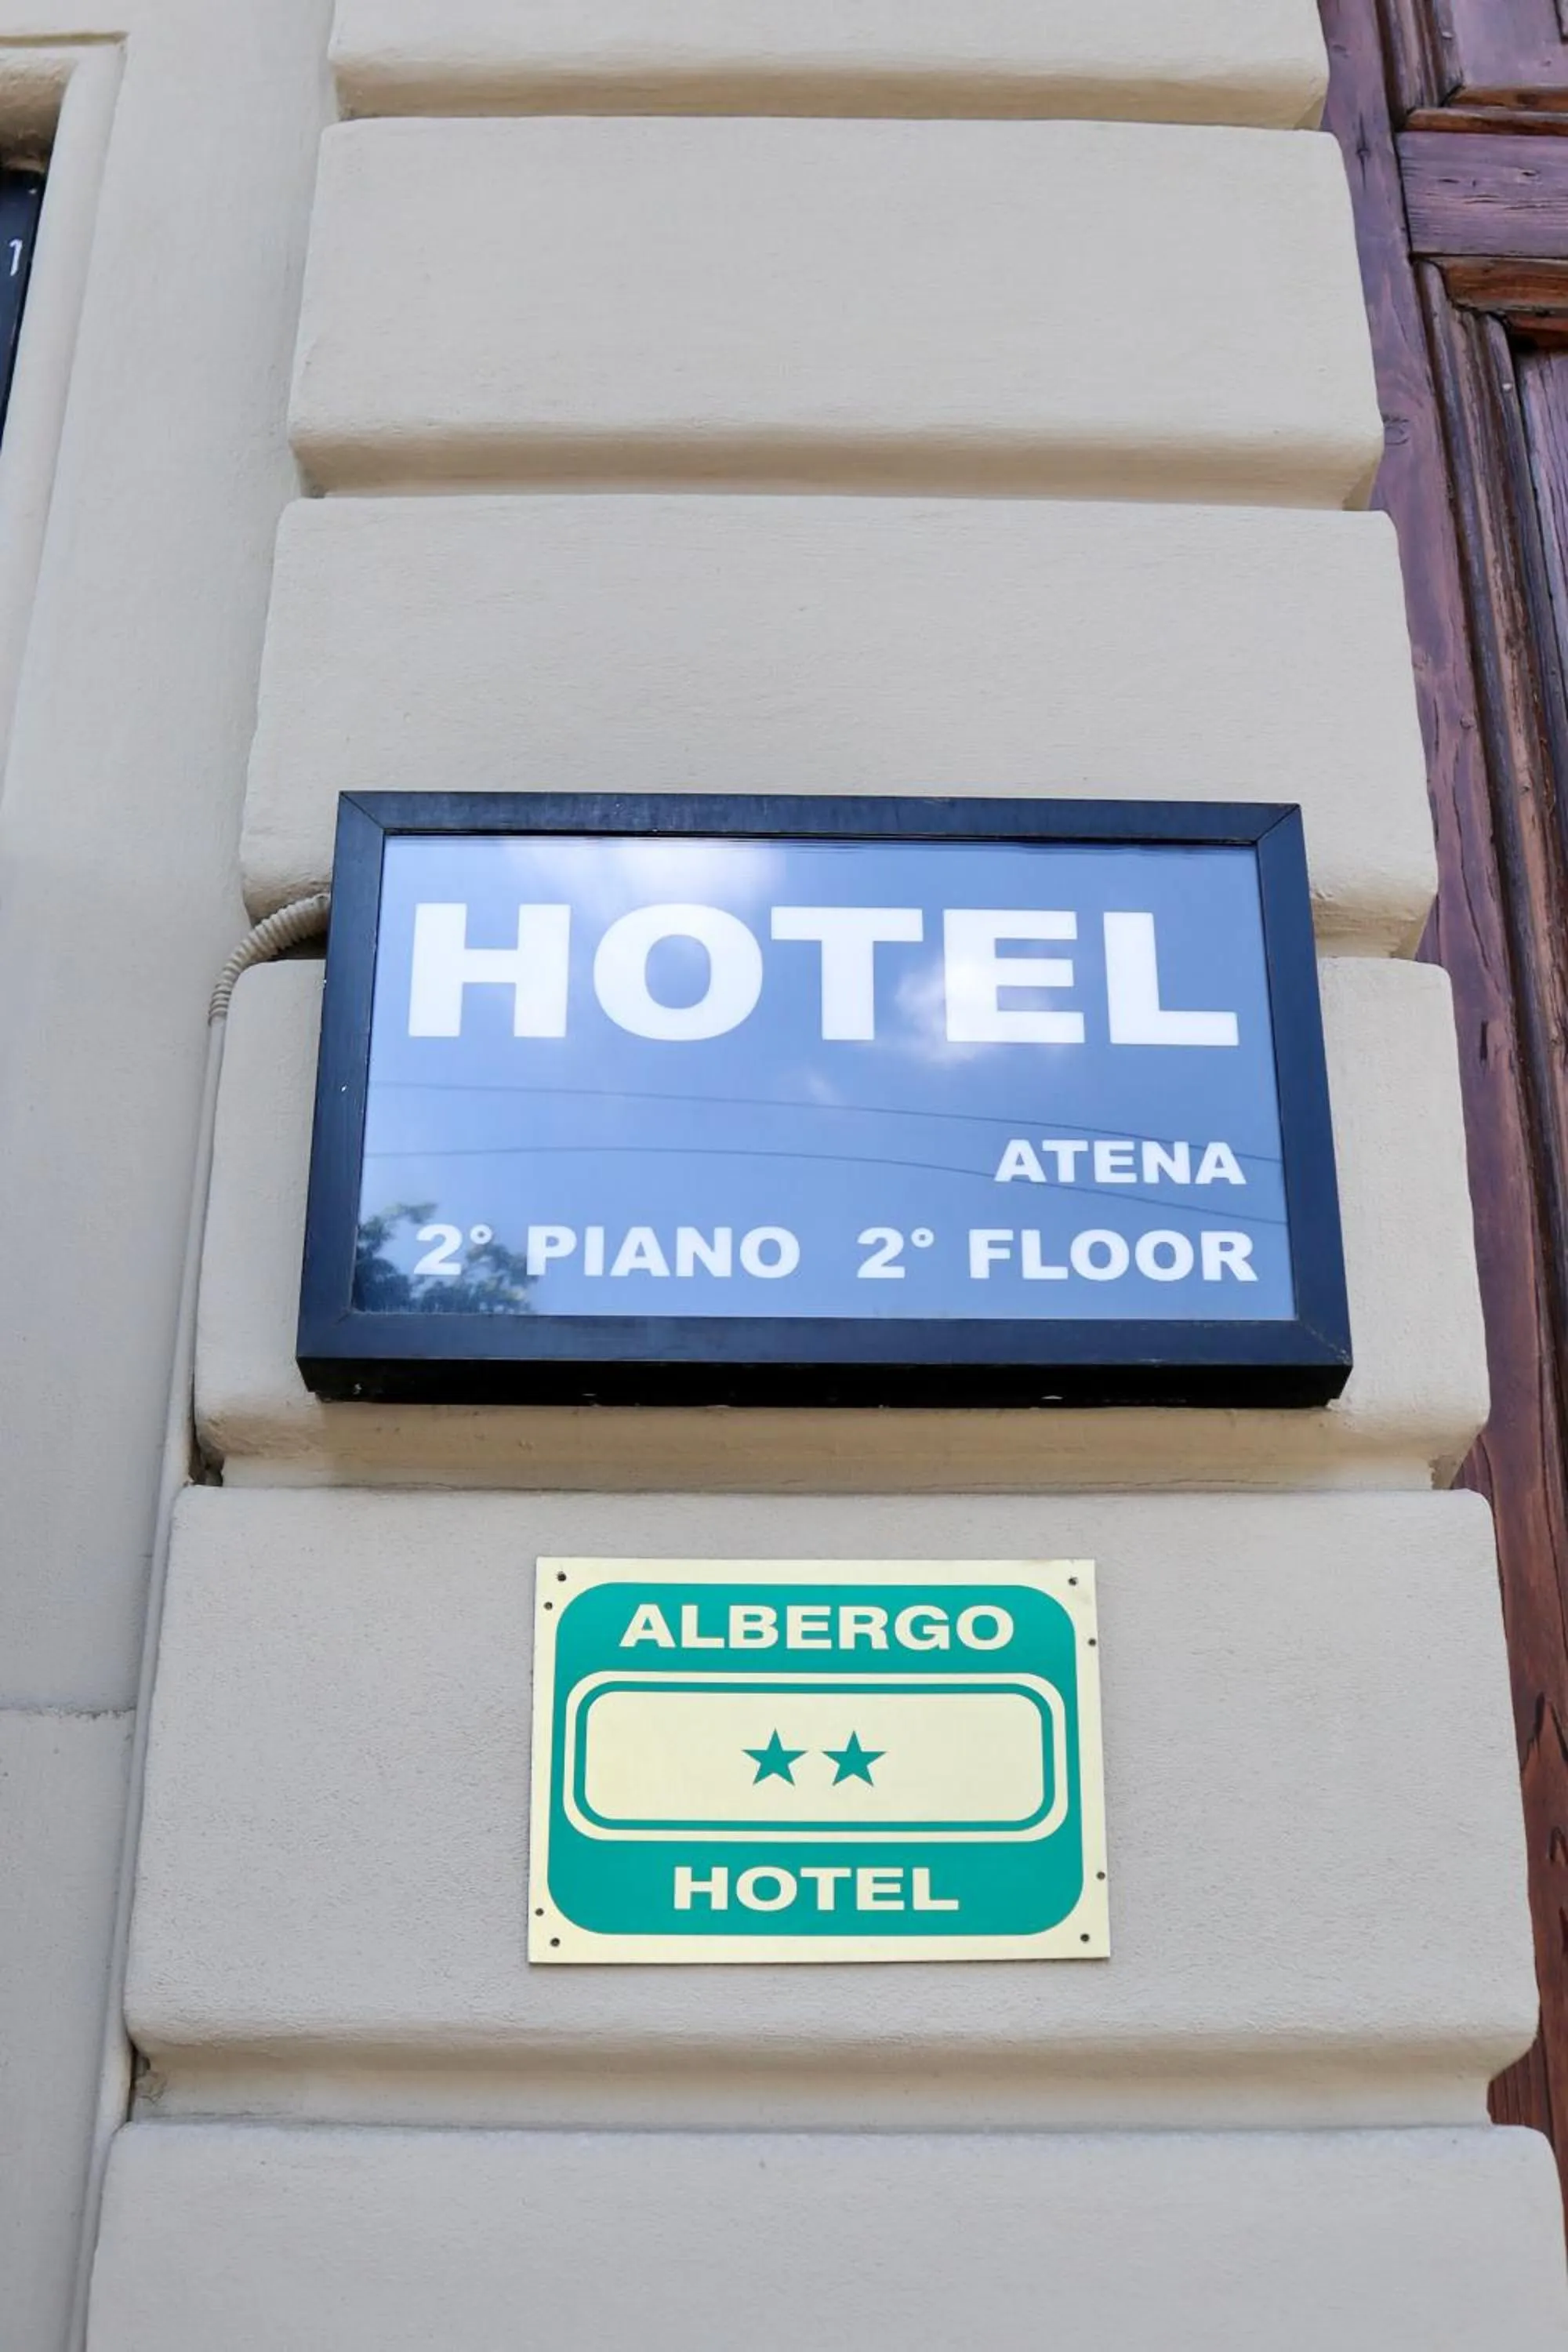 HOTEL
ATENA
2° PIANO 2° FLOOR
ALBERGO
HOTEL